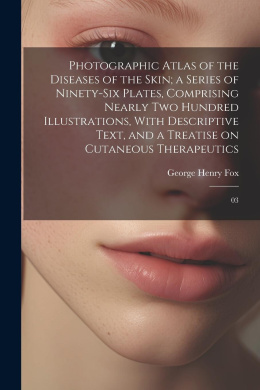 Photographic Atlas of the
Diseases of the Skin; a Series of
Ninety-Six Plates, Comprising
Nearly Two Hundred
Illustrations, With Descriptive
Text, and a Treatise on
Cutaneous Therapeutics
George Henry Fox
03